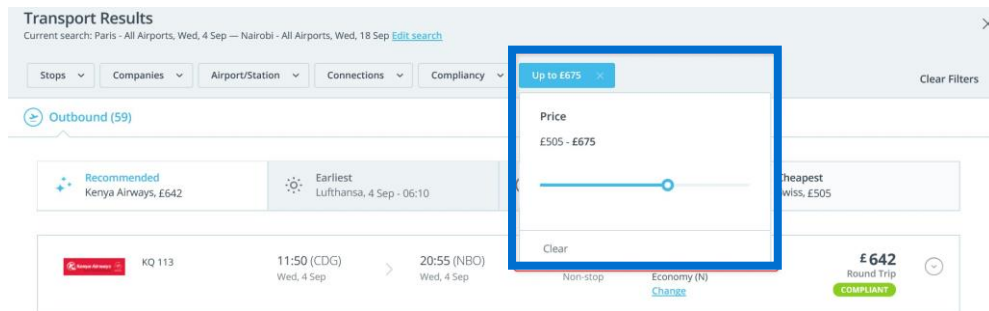 Transport Results
Current search: Paris - All Airports, Wed, 4 Sep — Nairobi - All Airports, Wed, 18 Sep Edit search
Stops Companies Airport/Station Connections Compliancy Up to £675 Clear Filters
Outbound (59)
Price
£505 - £675
Recommended
Kenya Airways, £642
Earliest
Lufthansa, 4 Sep - 06:10
Cheapest
Swiss, £505
Clear
Kenya Airways
KQ 113
11:50 (CDG)
Wed, 4 Sep
20:55 (NBO)
Wed, 4 Sep
Non-stop
Economy (N)
Change
£642
Round Trip
COMPLIANT